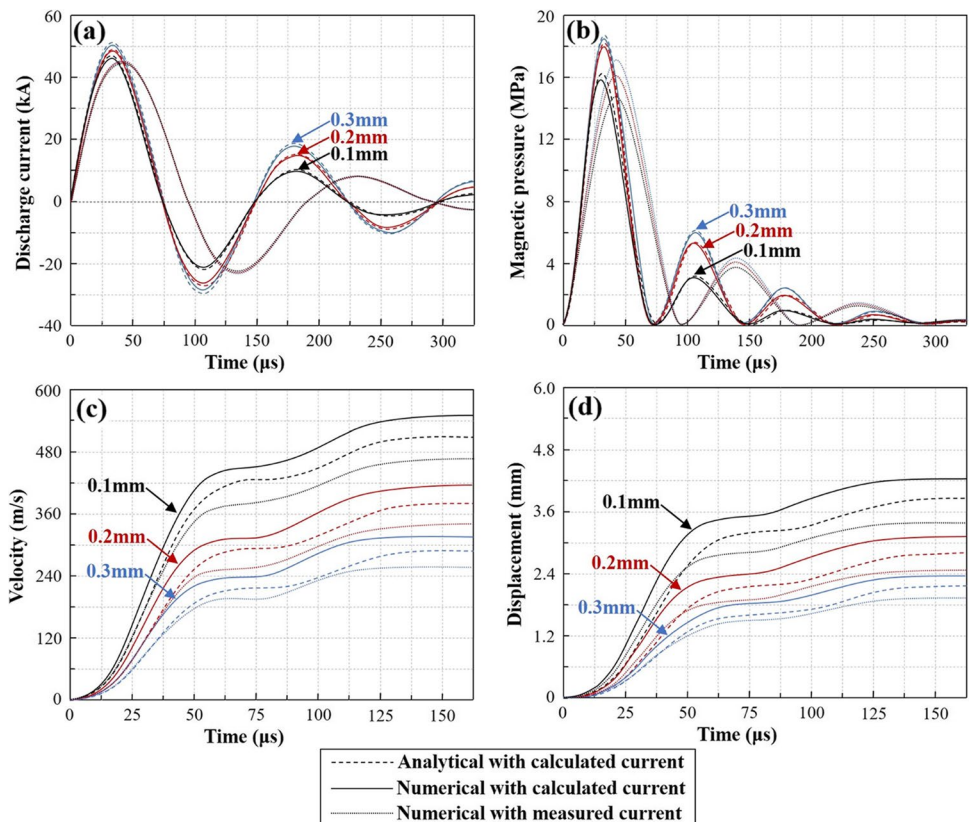 (a)
Discharge current (kA)
60
40
20
0
-20
-40
0.3mm
0.2mm
0.1mm
0
50
100
150
200
250
300
Time (µs)
(b)
Magnetic pressure (MPa)
20
16
12
8
4
0
0.3mm
0.2mm
0.1mm
0
50
100
150
200
250
300
Time (µs)
(c)
Velocity (m/s)
600
480
360
240
120
0
0.1mm
0.2mm
0.3mm
0
25
50
75
100
125
150
Time (µs)
(d)
Displacement (mm)
6.0
4.8
3.6
2.4
1.2
0
0.1mm
0.2mm
0.3mm
0
25
50
75
100
125
150
Time (µs)
Analytical with calculated current
Numerical with calculated current
Numerical with measured current